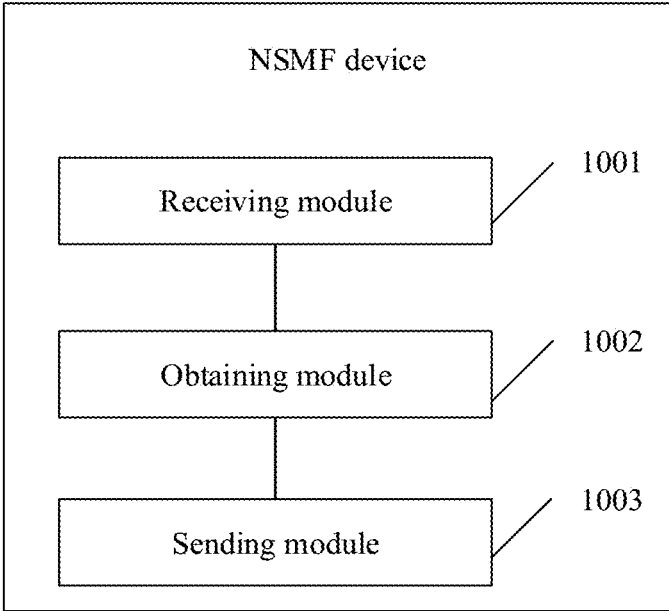 NSMF device
Receiving module
1001
Obtaining module
1002
Sending module
1003